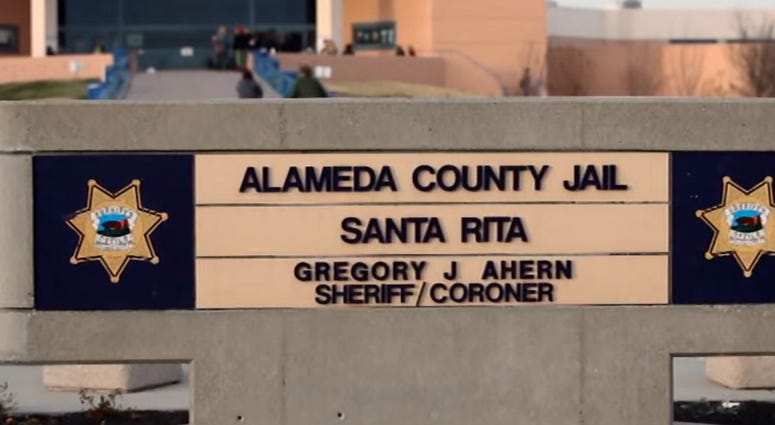 ALAMEDA COUNTY JAIL
SANTA RITA
GREGORY J AHERN
SHERIFF/CORONER